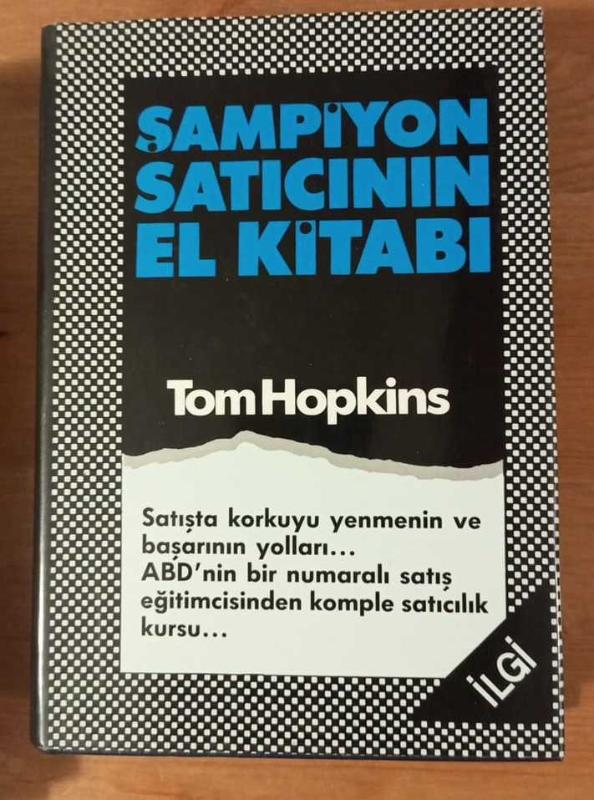 ŞAMPİYON
SATICININ
EL KİTABI
Tom Hopkins
Satışta korkuyu yenmenin ve
başarının yolları...
ABD'nin bir numaralı satış
eğitimcisinden komple satıcılık
kursu...
İLGİ